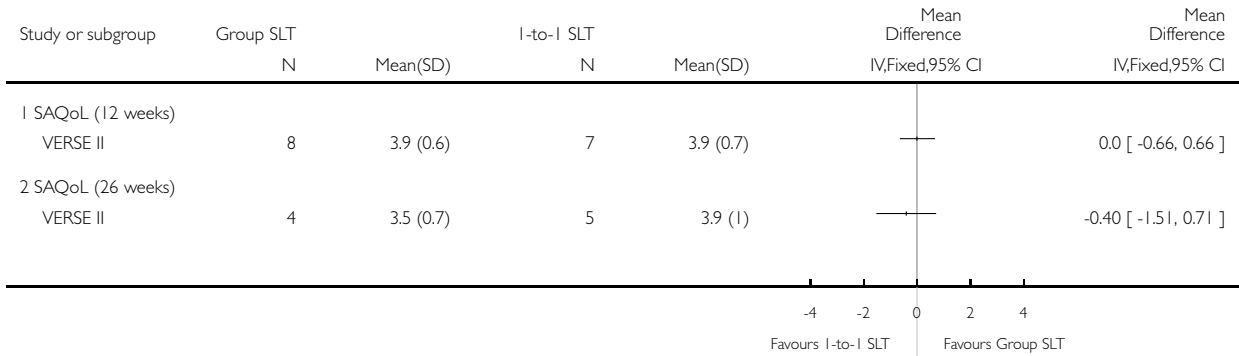 Study or subgroup Group SLT 1-to-1 SLT Mean Difference Mean Difference
N Mean(SD) N Mean(SD) IV,Fixed,95% CI IV,Fixed,95% CI
1 SAQoL (12 weeks)
VERSE II 8 3.9 (0.6) 7 3.9 (0.7) 0.0 [ -0.66, 0.66 ]
2 SAQoL (26 weeks)
VERSE II 4 3.5 (0.7) 5 3.9 (1) -0.40 [ -1.51, 0.71 ]
-4 -2 0 2 4
Favours 1-to-1 SLT Favours Group SLT